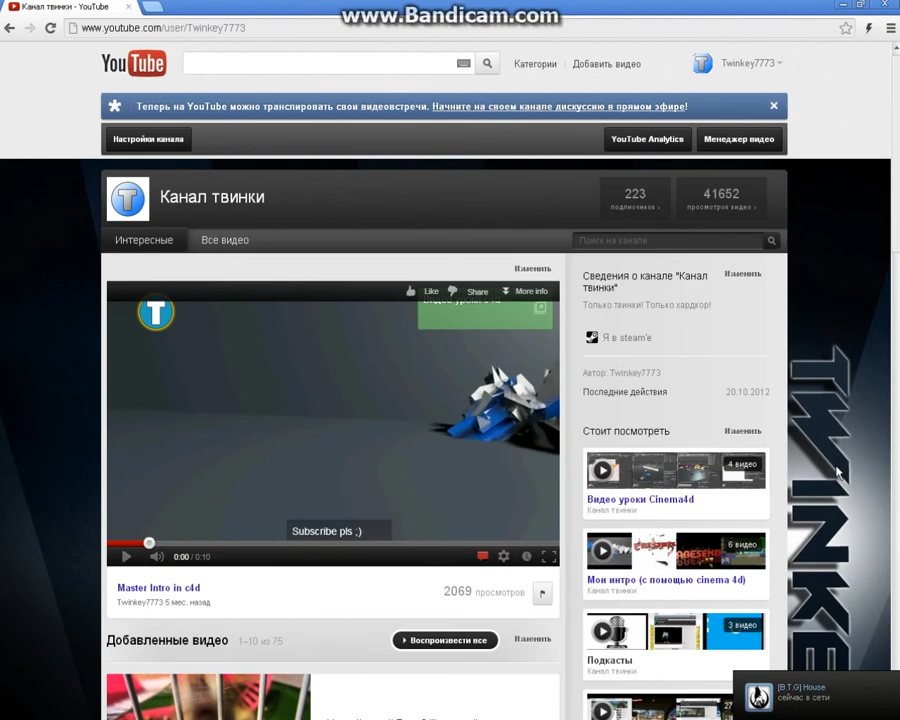 www.Bandicam.com
Канал твинки - YouTube
www.youtube.com/user/Twinkey7773
YouTube
Категории
Добавить видео
Twinkey7773
Теперь на YouTube можно транспировать свои видеовстречи. Начните на своем канале дискуссию в прямом эфире!
Настройки канала
YouTube Analytics
Менеджер видео
T
Канал твинки
223
подписчиков
41652
просмотров видео
Интересные
Все видео
Поиск на канале
Изменить
Like
Share
More info
T
Subscribe pls ;)
0:00 / 0:10
Master Intro in c4d
Twinkey7773 5 мес. назад
2069 просмотров
Добавленные видео
1–10 из 75
Воспроизвести все
Изменить
Сведения о канале "Канал твинки"
Изменить
Только твинки! Только хардкор!
Я в steam'e
Автор: Twinkey7773
Последние действия
20.10.2012
Стоит посмотреть
Изменить
4 видео
Видео уроки Cinema4d
Канал твинки
6 видео
Мои интро (с помощью cinema 4d)
Канал твинки
3 видео
Подкасты
Канал твинки
TWINKE
[B.T.G] House
сейчас в сети